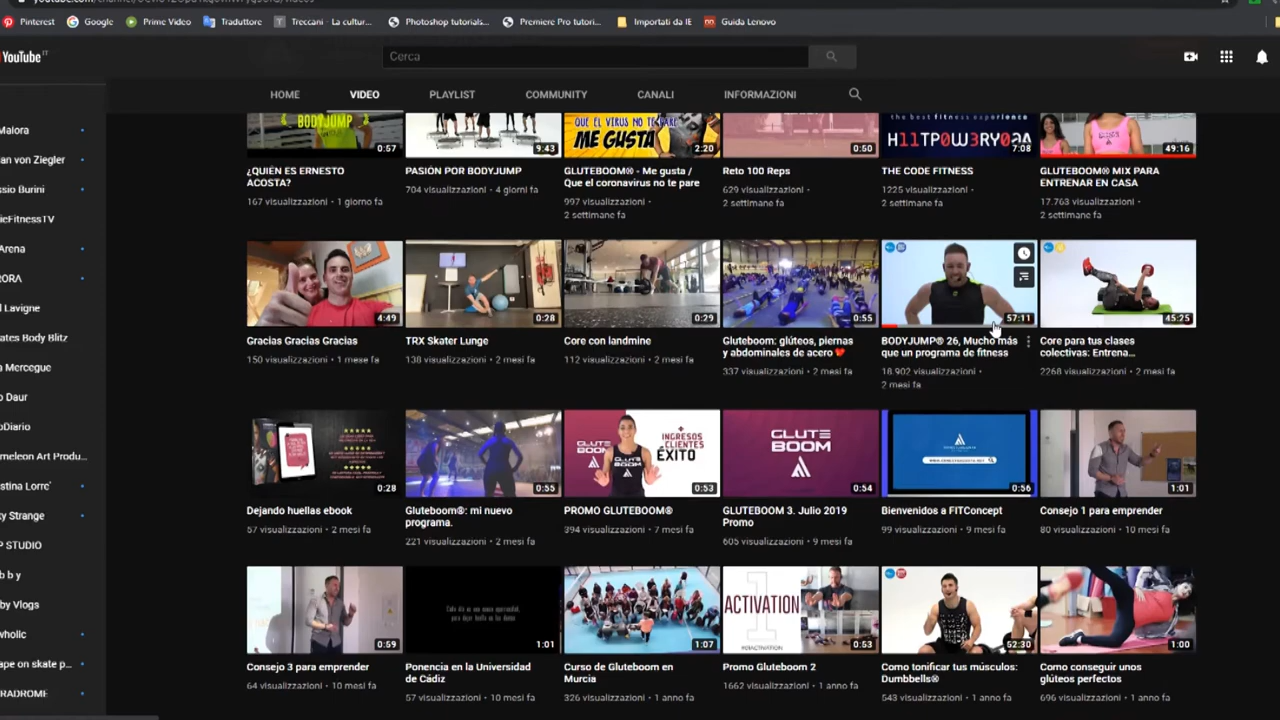 Pinterest Google Prime Video Traduttore Treccani - La cultur... Photoshop tutorials... Premiere Pro tutori... Importati da IE Guida Lenovo
YouTube IT
Cerca
HOME VIDEO PLAYLIST COMMUNITY CANALI INFORMAZIONI
Malora
an von Ziegler
ssio Burini
ieFitnessTV
Arena
RORA
l Lavigne
ates Body Blitz
a Mercegue
o Daur
oDiario
meleon Art Produ...
stina Lorre'
ky Strange
P STUDIO
b b y
by Vlogs
wholic
ape on skate p...
RADROME
BODYJUMP
0:57
9:43
QUE EL VIRUS NO TE PARE
ME GUSTA
2:20
0:50
the best fitness experience
H11TPOW3RY0RA
7:08
49:16
¿QUIÉN ES ERNESTO
ACOSTA?
167 visualizzazioni • 1 giorno fa
PASIÓN POR BODYJUMP
704 visualizzazioni • 4 giorni fa
GLUTEBOOM® - Me gusta /
Que el coronavirus no te pare
997 visualizzazioni •
2 settimane fa
Reto 100 Reps
629 visualizzazioni •
2 settimane fa
THE CODE FITNESS
1225 visualizzazioni •
2 settimane fa
GLUTEBOOM® MIX PARA
ENTRENAR EN CASA
17.763 visualizzazioni •
2 settimane fa
4:49
0:28
0:29
0:55
57:11
45:25
Gracias Gracias Gracias
150 visualizzazioni • 1 mese fa
TRX Skater Lunge
138 visualizzazioni • 2 mesi fa
Core con landmine
112 visualizzazioni • 2 mesi fa
Gluteboom: glúteos, piernas
y abdominales de acero❤
337 visualizzazioni • 2 mesi fa
BODYJUMP® 26, Mucho más
que un programa de fitness
18.902 visualizzazioni •
2 mesi fa
Core para tus clases
colectivas: Entrena...
2268 visualizzazioni • 2 mesi fa
0:28
0:55
GLUTE
BOOM
+
INGRESOS
CLIENTES
ÉXITO
GLUTE
BOOM
0:53
GLUTE
BOOM
0:54
0:56
1:01
Dejando huellas ebook
57 visualizzazioni • 2 mesi fa
Gluteboom®: mi nuevo
programa.
221 visualizzazioni • 2 mesi fa
PROMO GLUTEBOOM®
394 visualizzazioni • 7 mesi fa
GLUTEBOOM 3. Julio 2019
Promo
605 visualizzazioni • 9 mesi fa
Bienvenidos a FITConcept
99 visualizzazioni • 9 mesi fa
Consejo 1 para emprender
80 visualizzazioni • 10 mesi fa
0:59
1:01
1:07
1
ACTIVATION
0:53
52:30
1:00
Consejo 3 para emprender
64 visualizzazioni • 10 mesi fa
Ponencia en la Universidad
de Cádiz
57 visualizzazioni • 10 mesi fa
Curso de Gluteboom en
Murcia
326 visualizzazioni • 1 anno fa
Promo Gluteboom 2
1662 visualizzazioni • 1 anno fa
Como tonificar tus músculos:
Dumbbells®
543 visualizzazioni • 1 anno fa
Como conseguir unos
glúteos perfectos
696 visualizzazioni • 1 anno fa